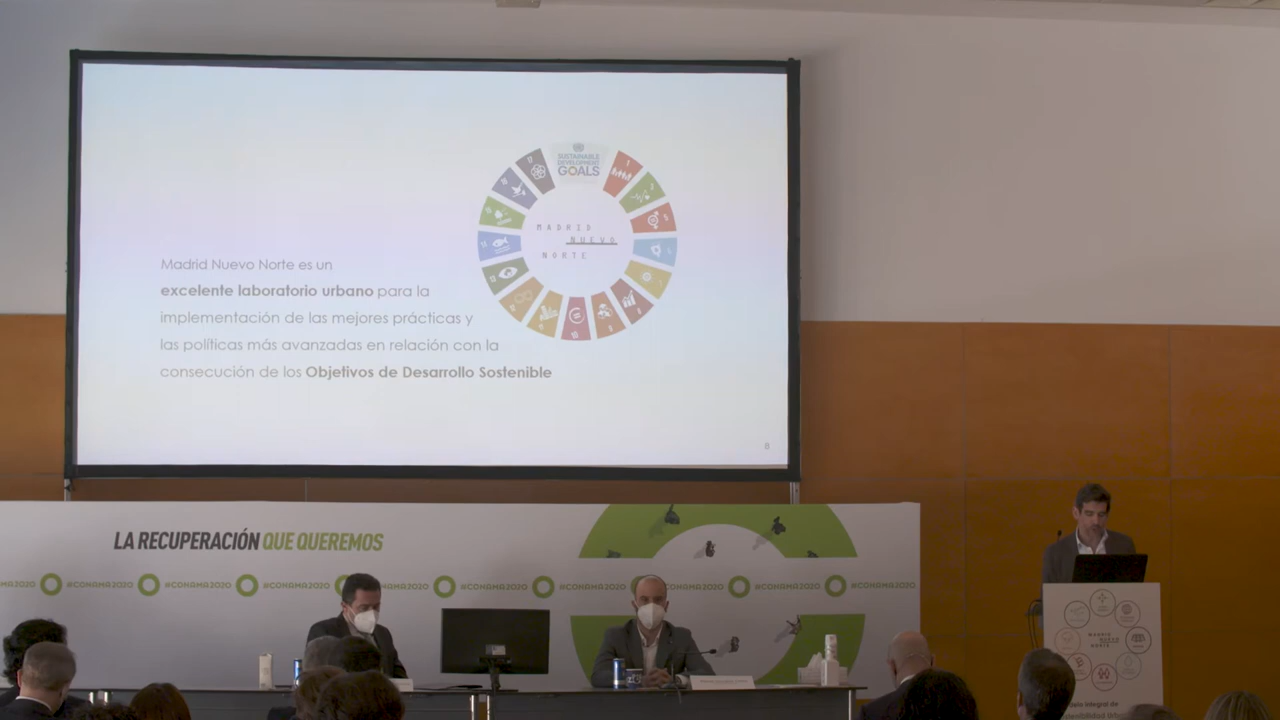 SUSTAINABLE
DEVELOPMENT
GOALS
MADRID
NUEVO
NORTE
Madrid Nuevo Norte es un
excelente laboratorio urbano para la
implementación de las mejores prácticas y
las políticas más avanzadas en relación con la
consecución de los Objetivos de Desarrollo Sostenible
8
LA RECUPERACIÓN QUE QUEREMOS
#CONAMA2020 #CONAMA2020 #CONAMA2020 #CONAMA2020 #CONAMA2020 #CONAMA2020 #CONAMA2020
MADRID
NUEVO
NORTE